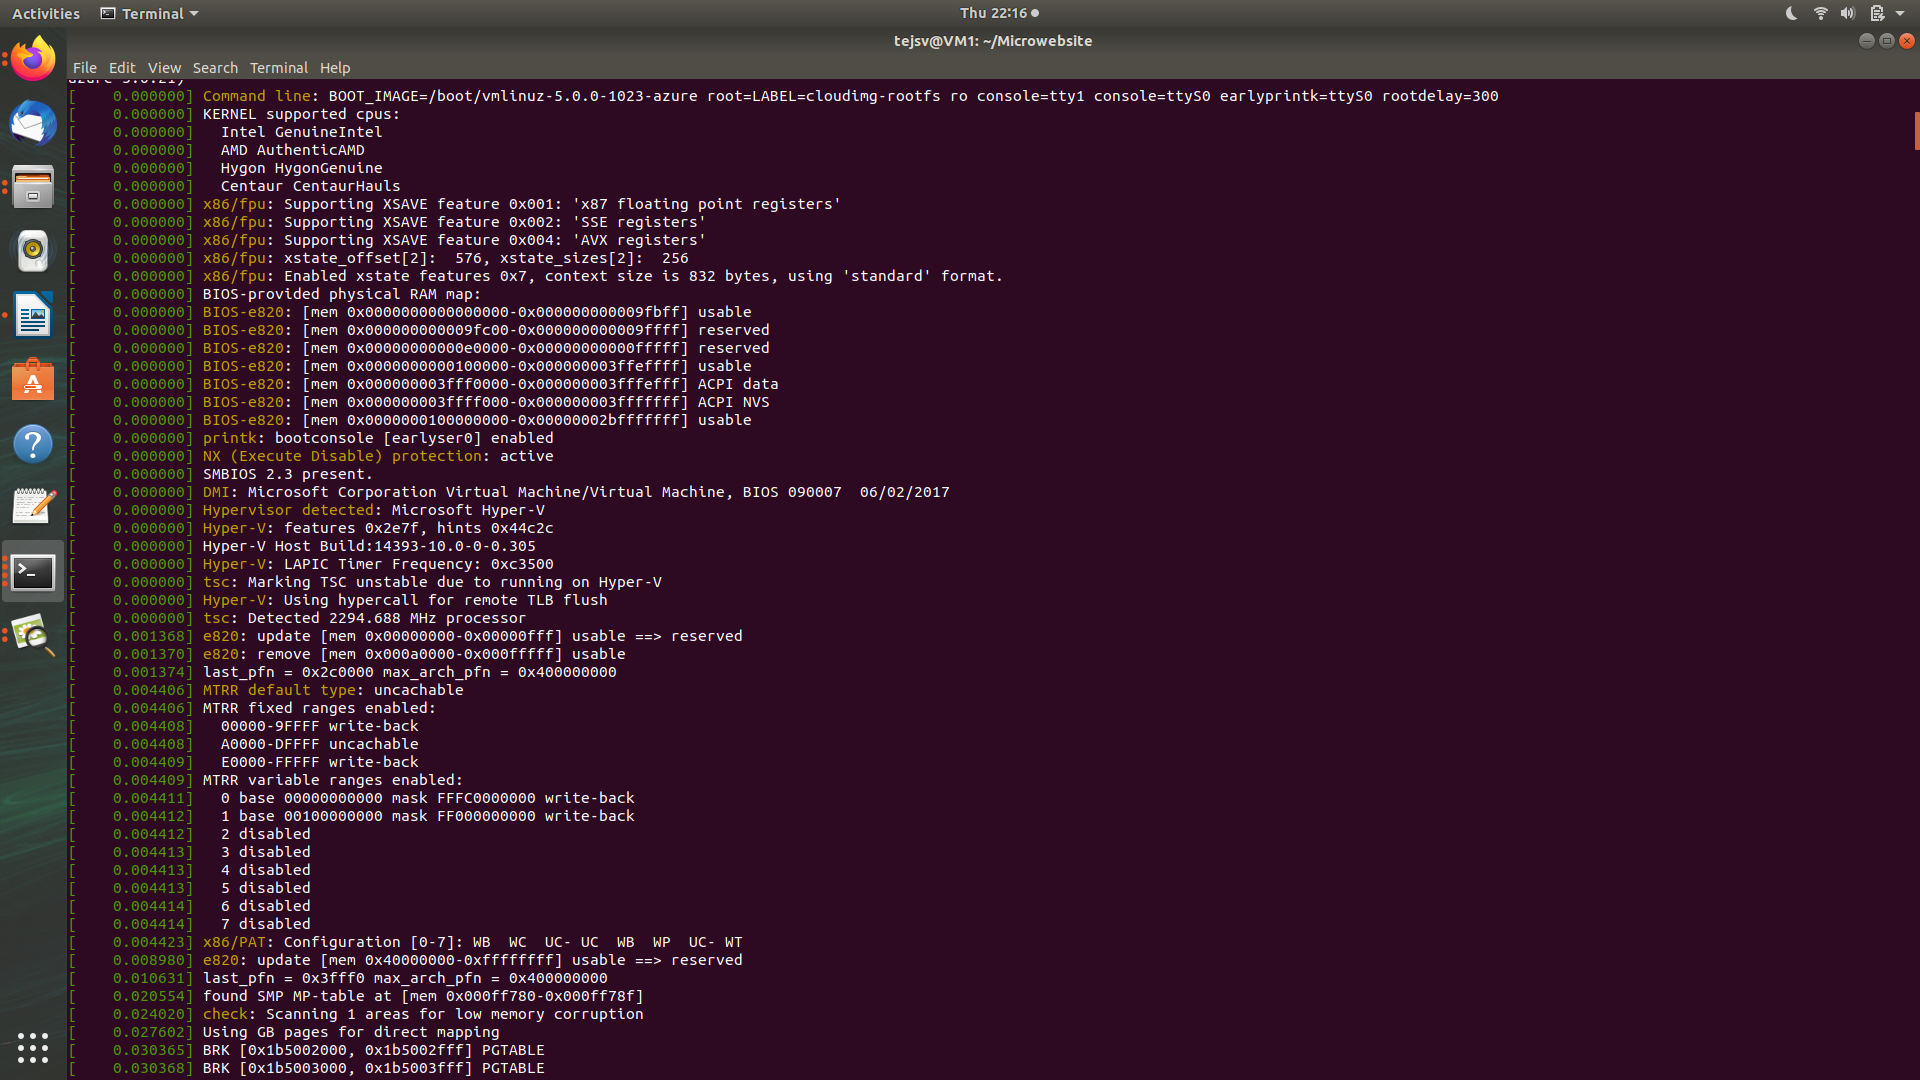 Activities Terminal Thu 22:16
tejsv@VM1: ~/Microwebsite
File Edit View Search Terminal Help
[    0.000000] Command line: BOOT_IMAGE=/boot/vmlinuz-5.0.0-1023-azure root=LABEL=cloudimg-rootfs ro console=tty1 console=ttyS0 earlyprintk=ttyS0 rootdelay=300
[    0.000000] KERNEL supported cpus:
[    0.000000]   Intel GenuineIntel
[    0.000000]   AMD AuthenticAMD
[    0.000000]   Hygon HygonGenuine
[    0.000000]   Centaur CentaurHauls
[    0.000000] x86/fpu: Supporting XSAVE feature 0x001: 'x87 floating point registers'
[    0.000000] x86/fpu: Supporting XSAVE feature 0x002: 'SSE registers'
[    0.000000] x86/fpu: Supporting XSAVE feature 0x004: 'AVX registers'
[    0.000000] x86/fpu: xstate_offset[2]:  576, xstate_sizes[2]:  256
[    0.000000] x86/fpu: Enabled xstate features 0x7, context size is 832 bytes, using 'standard' format.
[    0.000000] BIOS-provided physical RAM map:
[    0.000000] BIOS-e820: [mem 0x0000000000000000-0x000000000009fbff] usable
[    0.000000] BIOS-e820: [mem 0x000000000009fc00-0x000000000009ffff] reserved
[    0.000000] BIOS-e820: [mem 0x00000000000e0000-0x00000000000fffff] reserved
[    0.000000] BIOS-e820: [mem 0x0000000000100000-0x000000003ffeffff] usable
[    0.000000] BIOS-e820: [mem 0x000000003fff0000-0x000000003fffefff] ACPI data
[    0.000000] BIOS-e820: [mem 0x000000003ffff000-0x000000003fffffff] ACPI NVS
[    0.000000] BIOS-e820: [mem 0x0000000100000000-0x00000002bfffffff] usable
[    0.000000] printk: bootconsole [earlyser0] enabled
[    0.000000] NX (Execute Disable) protection: active
[    0.000000] SMBIOS 2.3 present.
[    0.000000] DMI: Microsoft Corporation Virtual Machine/Virtual Machine, BIOS 090007  06/02/2017
[    0.000000] Hypervisor detected: Microsoft Hyper-V
[    0.000000] Hyper-V: features 0x2e7f, hints 0x44c2c
[    0.000000] Hyper-V Host Build:14393-10.0-0-0.305
[    0.000000] Hyper-V: LAPIC Timer Frequency: 0xc3500
[    0.000000] tsc: Marking TSC unstable due to running on Hyper-V
[    0.000000] Hyper-V: Using hypercall for remote TLB flush
[    0.000000] tsc: Detected 2294.688 MHz processor
[    0.001368] e820: update [mem 0x00000000-0x00000fff] usable ==> reserved
[    0.001370] e820: remove [mem 0x000a0000-0x000fffff] usable
[    0.001374] last_pfn = 0x2c0000 max_arch_pfn = 0x400000000
[    0.004406] MTRR default type: uncachable
[    0.004406] MTRR fixed ranges enabled:
[    0.004408]   00000-9FFFF write-back
[    0.004408]   A0000-DFFFF uncachable
[    0.004409]   E0000-FFFFF write-back
[    0.004409] MTRR variable ranges enabled:
[    0.004411]   0 base 00000000000 mask FFFC0000000 write-back
[    0.004412]   1 base 00100000000 mask FF000000000 write-back
[    0.004412]   2 disabled
[    0.004413]   3 disabled
[    0.004413]   4 disabled
[    0.004413]   5 disabled
[    0.004414]   6 disabled
[    0.004414]   7 disabled
[    0.004423] x86/PAT: Configuration [0-7]: WB  WC  UC- UC  WB  WP  UC- WT
[    0.008980] e820: update [mem 0x40000000-0xffffffff] usable ==> reserved
[    0.010631] last_pfn = 0x3fff0 max_arch_pfn = 0x400000000
[    0.020554] found SMP MP-table at [mem 0x000ff780-0x000ff78f]
[    0.024020] check: Scanning 1 areas for low memory corruption
[    0.027602] Using GB pages for direct mapping
[    0.030365] BRK [0x1b5002000, 0x1b5002fff] PGTABLE
[    0.030368] BRK [0x1b5003000, 0x1b5003fff] PGTABLE